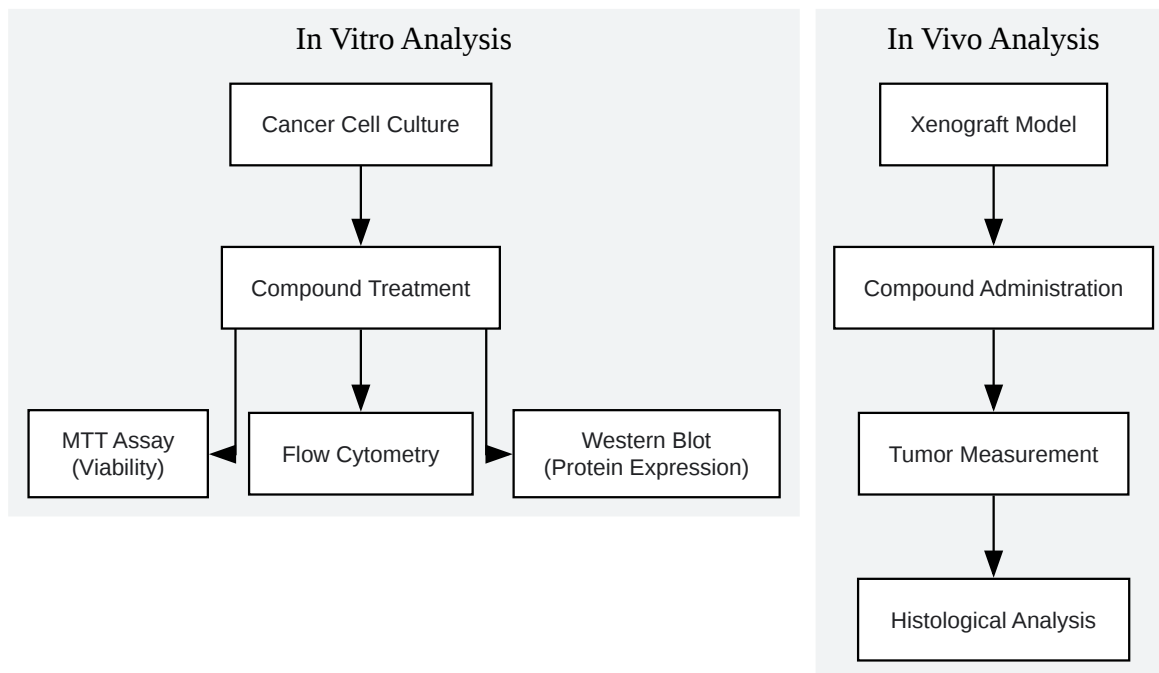 In Vitro Analysis
Cancer Cell Culture
Compound Treatment
MTT Assay
(Viability)
Flow Cytometry
Western Blot
(Protein Expression)
In Vivo Analysis
Xenograft Model
Compound Administration
Tumor Measurement
Histological Analysis